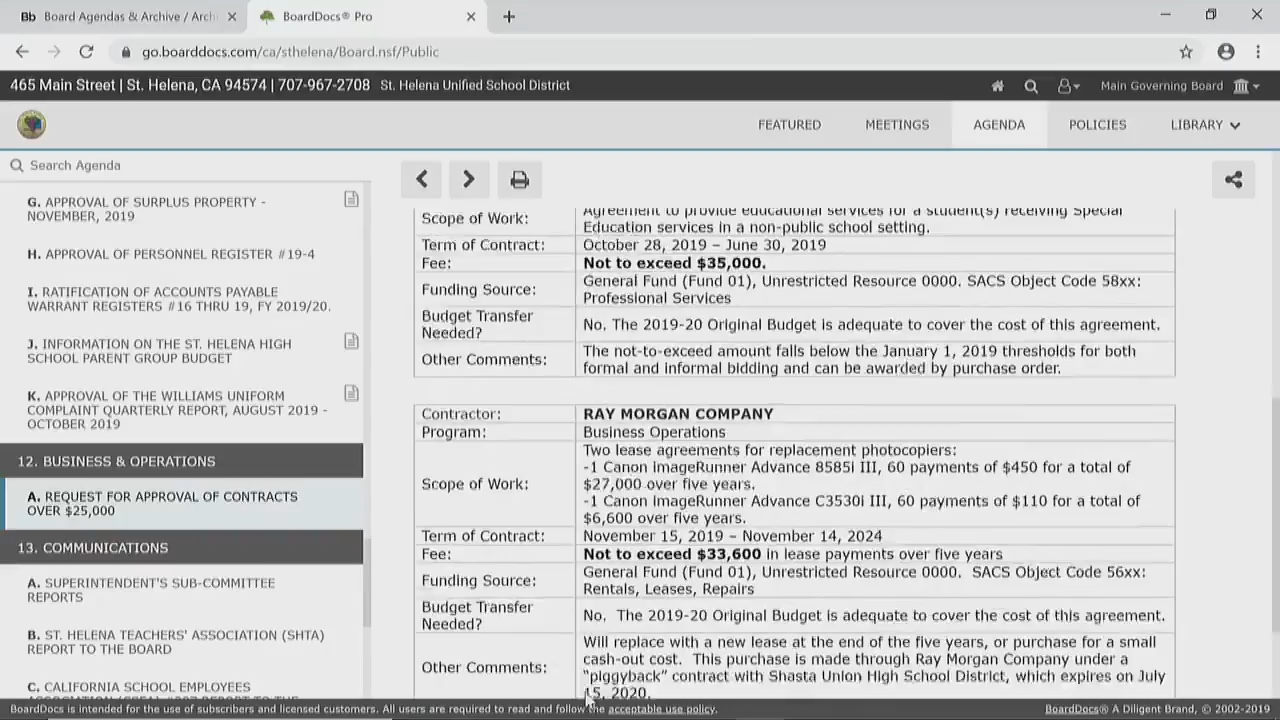 Bb Board Agendas & Archive / Archi
BoardDocs® Pro
go.boarddocs.com/ca/sthelena/Board.nsf/Public
465 Main Street | St. Helena, CA 94574 | 707-967-2708 St. Helena Unified School District
Main Governing Board
FEATURED MEETINGS AGENDA POLICIES LIBRARY
Search Agenda
G. APPROVAL OF SURPLUS PROPERTY -
NOVEMBER, 2019
H. APPROVAL OF PERSONNEL REGISTER #19-4
I. RATIFICATION OF ACCOUNTS PAYABLE
WARRANT REGISTERS #16 THRU 19, FY 2019/20.
J. INFORMATION ON THE ST. HELENA HIGH
SCHOOL PARENT GROUP BUDGET
K. APPROVAL OF THE WILLIAMS UNIFORM
COMPLAINT QUARTERLY REPORT, AUGUST 2019 -
OCTOBER 2019
12. BUSINESS & OPERATIONS
A. REQUEST FOR APPROVAL OF CONTRACTS
OVER $25,000
13. COMMUNICATIONS
A. SUPERINTENDENT'S SUB-COMMITTEE
REPORTS
B. ST. HELENA TEACHERS' ASSOCIATION (SHTA)
REPORT TO THE BOARD
C. CALIFORNIA SCHOOL EMPLOYEES
Scope of Work:
Agreement to provide educational services for a student(s) receiving Special
Education services in a non-public school setting.
Term of Contract: October 28, 2019 – June 30, 2019
Fee: Not to exceed $35,000.
Funding Source:
General Fund (Fund 01), Unrestricted Resource 0000. SACS Object Code 58xx:
Professional Services
Budget Transfer
Needed?
No. The 2019-20 Original Budget is adequate to cover the cost of this agreement.
Other Comments:
The not-to-exceed amount falls below the January 1, 2019 thresholds for both
formal and informal bidding and can be awarded by purchase order.
Contractor: RAY MORGAN COMPANY
Program: Business Operations
Scope of Work:
Two lease agreements for replacement photocopiers:
-1 Canon imageRunner Advance 8585i III, 60 payments of $450 for a total of
$27,000 over five years.
-1 Canon imageRunner Advance C3530i III, 60 payments of $110 for a total of
$6,600 over five years.
Term of Contract: November 15, 2019 – November 14, 2024
Fee: Not to exceed $33,600 in lease payments over five years
Funding Source:
General Fund (Fund 01), Unrestricted Resource 0000. SACS Object Code 56xx:
Rentals, Leases, Repairs
Budget Transfer
Needed?
No. The 2019-20 Original Budget is adequate to cover the cost of this agreement.
Other Comments:
Will replace with a new lease at the end of the five years, or purchase for a small
cash-out cost. This purchase is made through Ray Morgan Company under a
"piggyback" contract with Shasta Union High School District, which expires on July
15, 2020.
BoardDocs is intended for the use of subscribers and licensed customers. All users are required to read and follow the acceptable use policy.
BoardDocs® A Diligent Brand, © 2002-2019